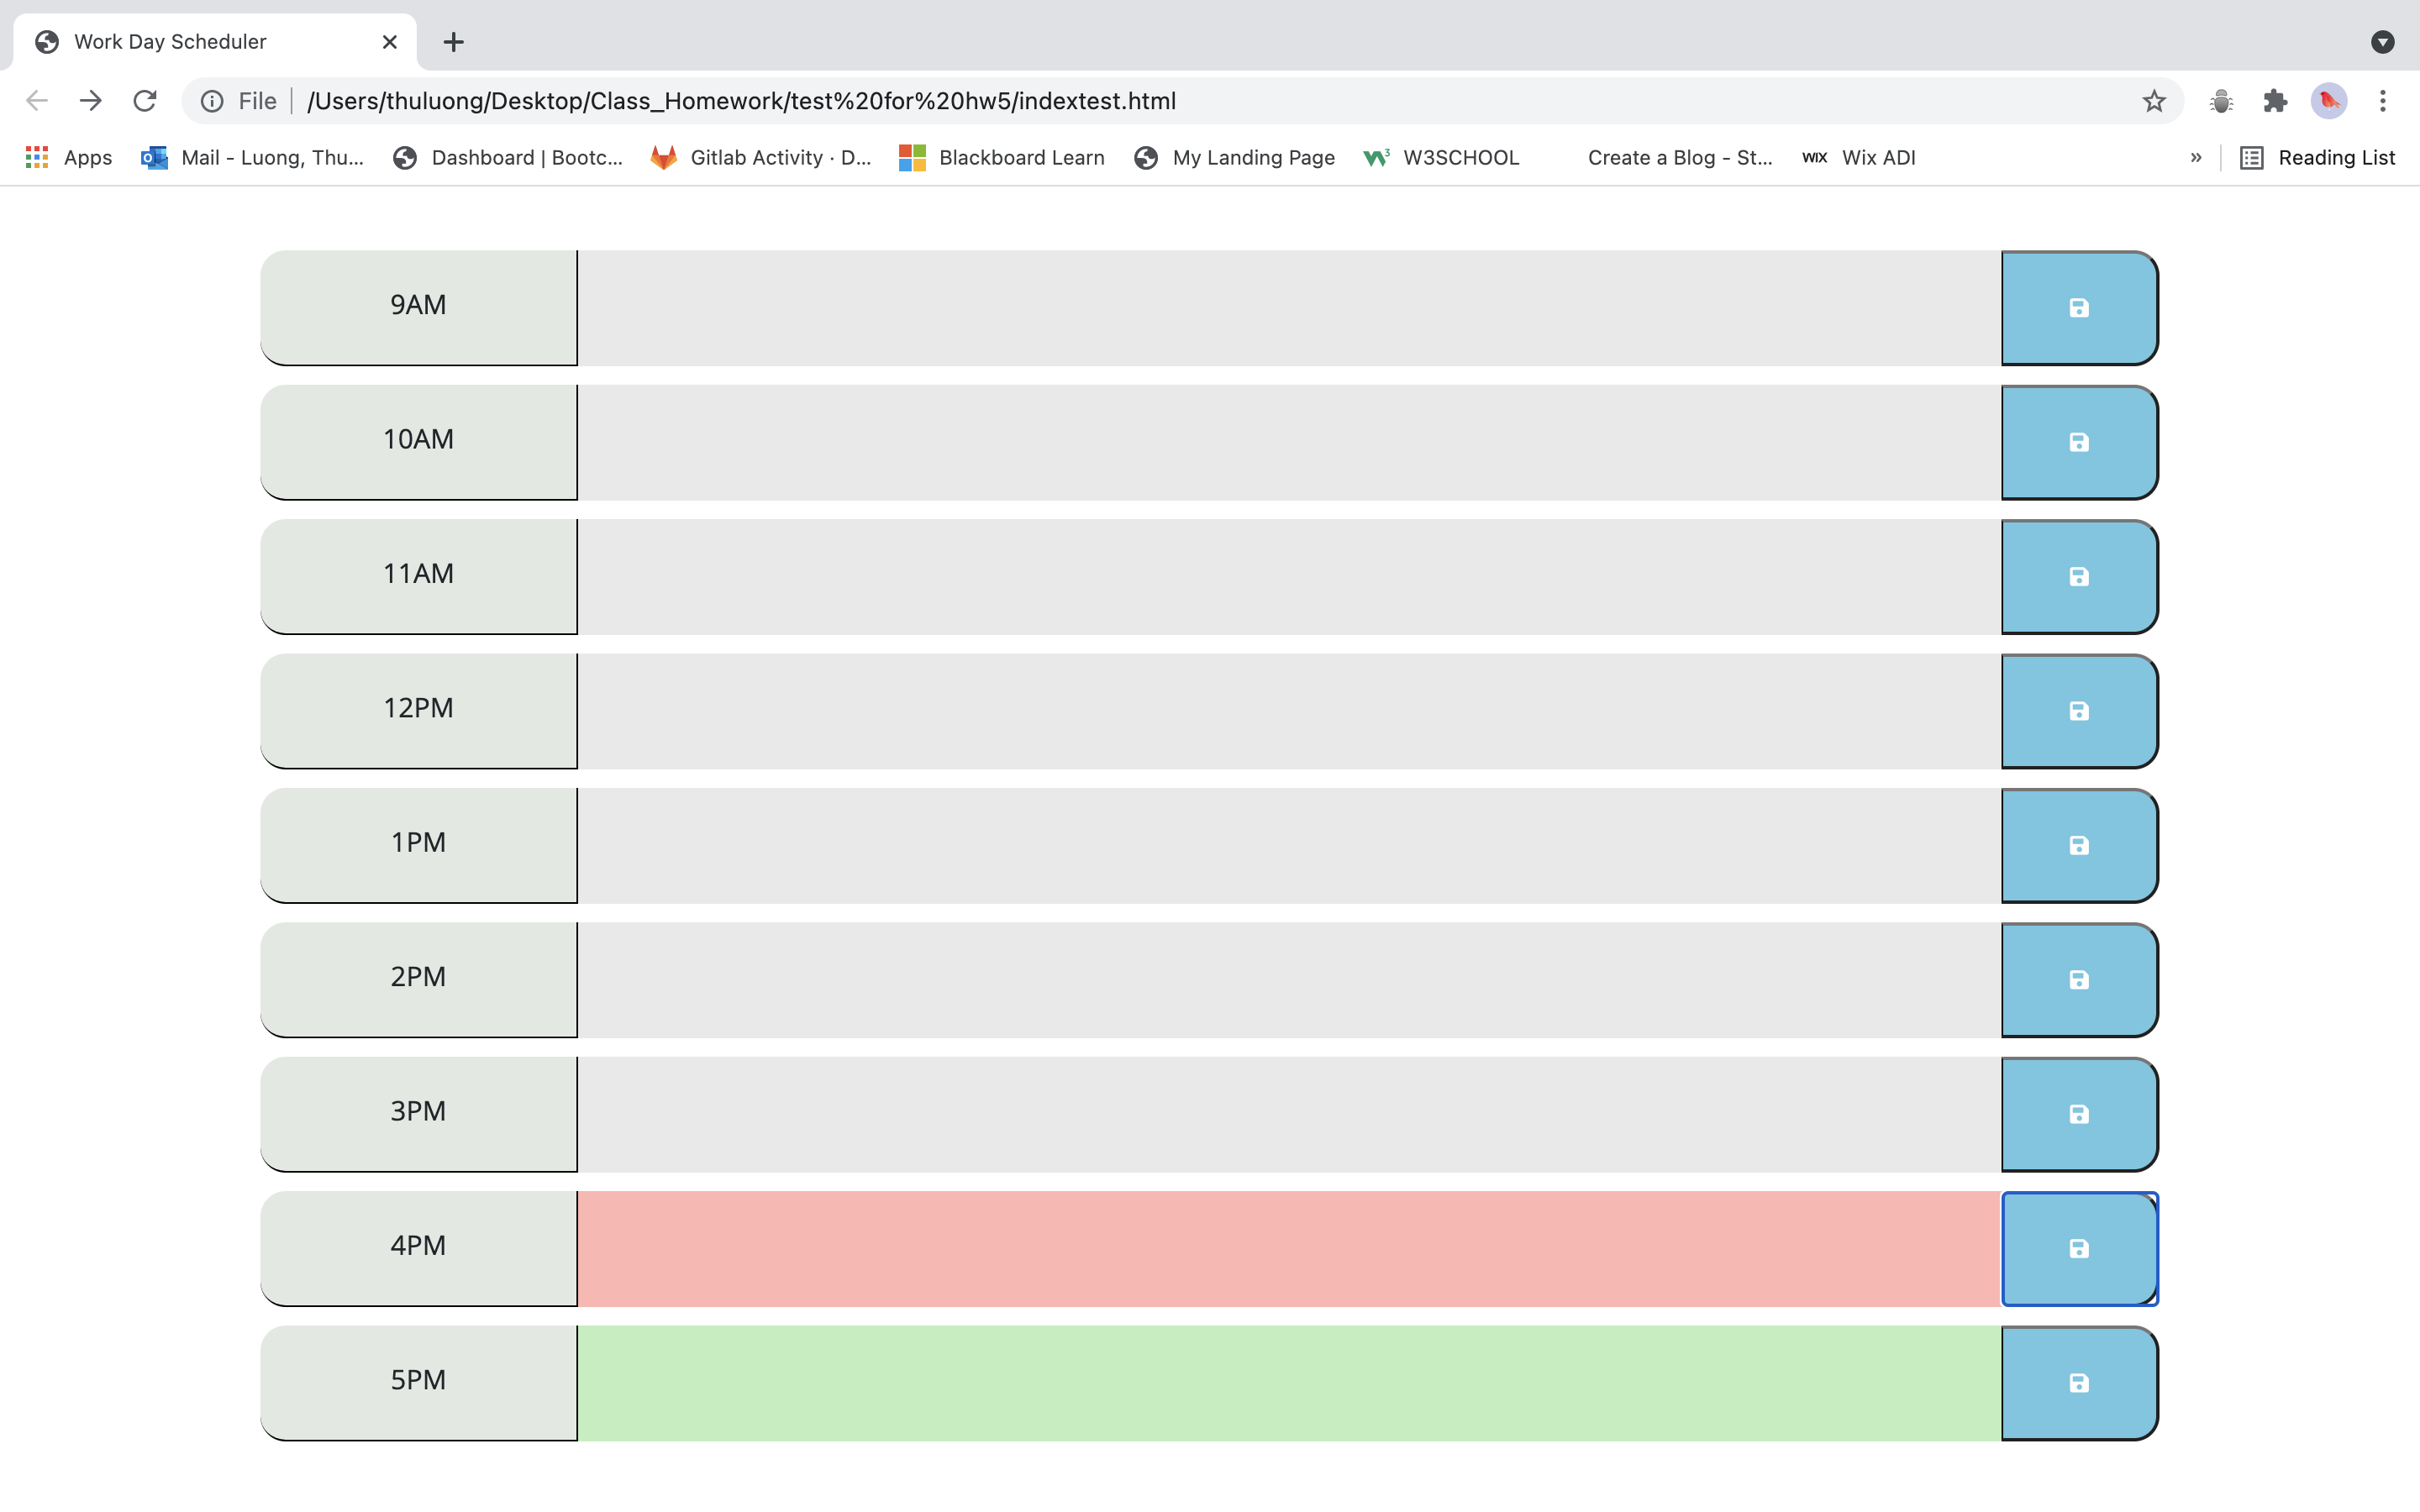 Work Day Scheduler
File /Users/thuluong/Desktop/Class_Homework/test%20for%20hw5/indextest.html
Apps Mail - Luong, Thu... Dashboard | Bootc... Gitlab Activity · D... Blackboard Learn My Landing Page W3SCHOOL Create a Blog - St... WIX Wix ADI » Reading List
9AM
10AM
11AM
12PM
1PM
2PM
3PM
4PM
5PM